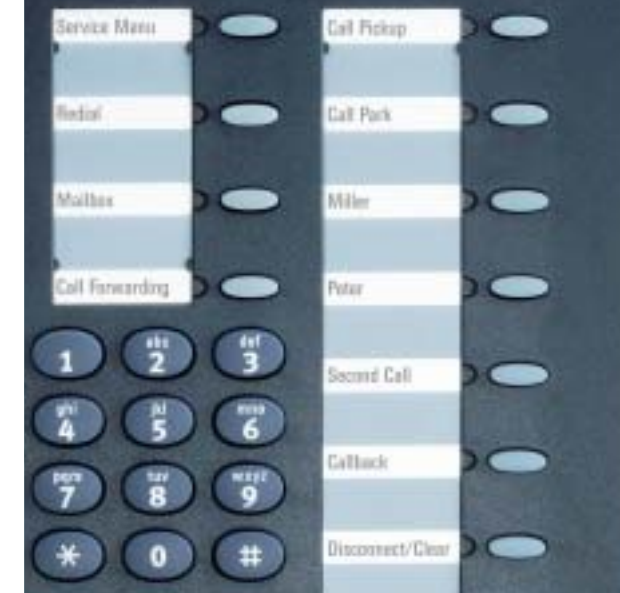 Service Menu
Redial
Mailbox
Call Forwarding
1
abc
2
def
3
ghi
4
jkl
5
mno
6
pqrs
7
tuv
8
wxyz
9
*
0
#
Call Pickup
Call Park
Miller
Peter
Second Call
Callback
Disconnect/Clear